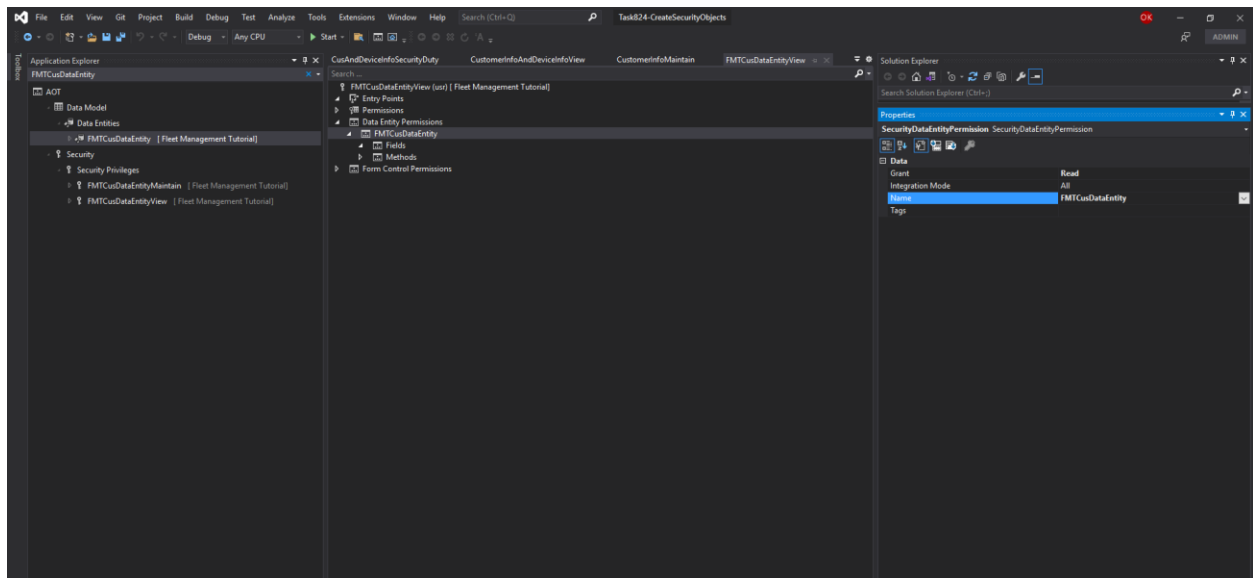 File Edit View Git Project Build Debug Test Analyze Tools Extensions Window Help Search (Ctrl+Q) Task824-CreateSecurityObjects OK
Debug Any CPU Start ADMIN
Toolbox
Application Explorer
FMTCusDataEntity
AOT
Data Model
Data Entities
FMTCusDataEntity [ Fleet Management Tutorial]
Security
Security Privileges
FMTCusDataEntityMaintain [ Fleet Management Tutorial]
FMTCusDataEntityView [ Fleet Management Tutorial]
CusAndDeviceInfoSecurityDuty CustomerInfoAndDeviceInfoView CustomerInfoMaintain FMTCusDataEntityView
Search ...
FMTCusDataEntityView (usr) [ Fleet Management Tutorial]
Entry Points
Permissions
Data Entity Permissions
FMTCusDataEntity
Fields
Methods
Form Control Permissions
Solution Explorer
Search Solution Explorer (Ctrl+;)
Properties
SecurityDataEntityPermission SecurityDataEntityPermission
Data
Grant Read
Integration Mode All
Name FMTCusDataEntity
Tags